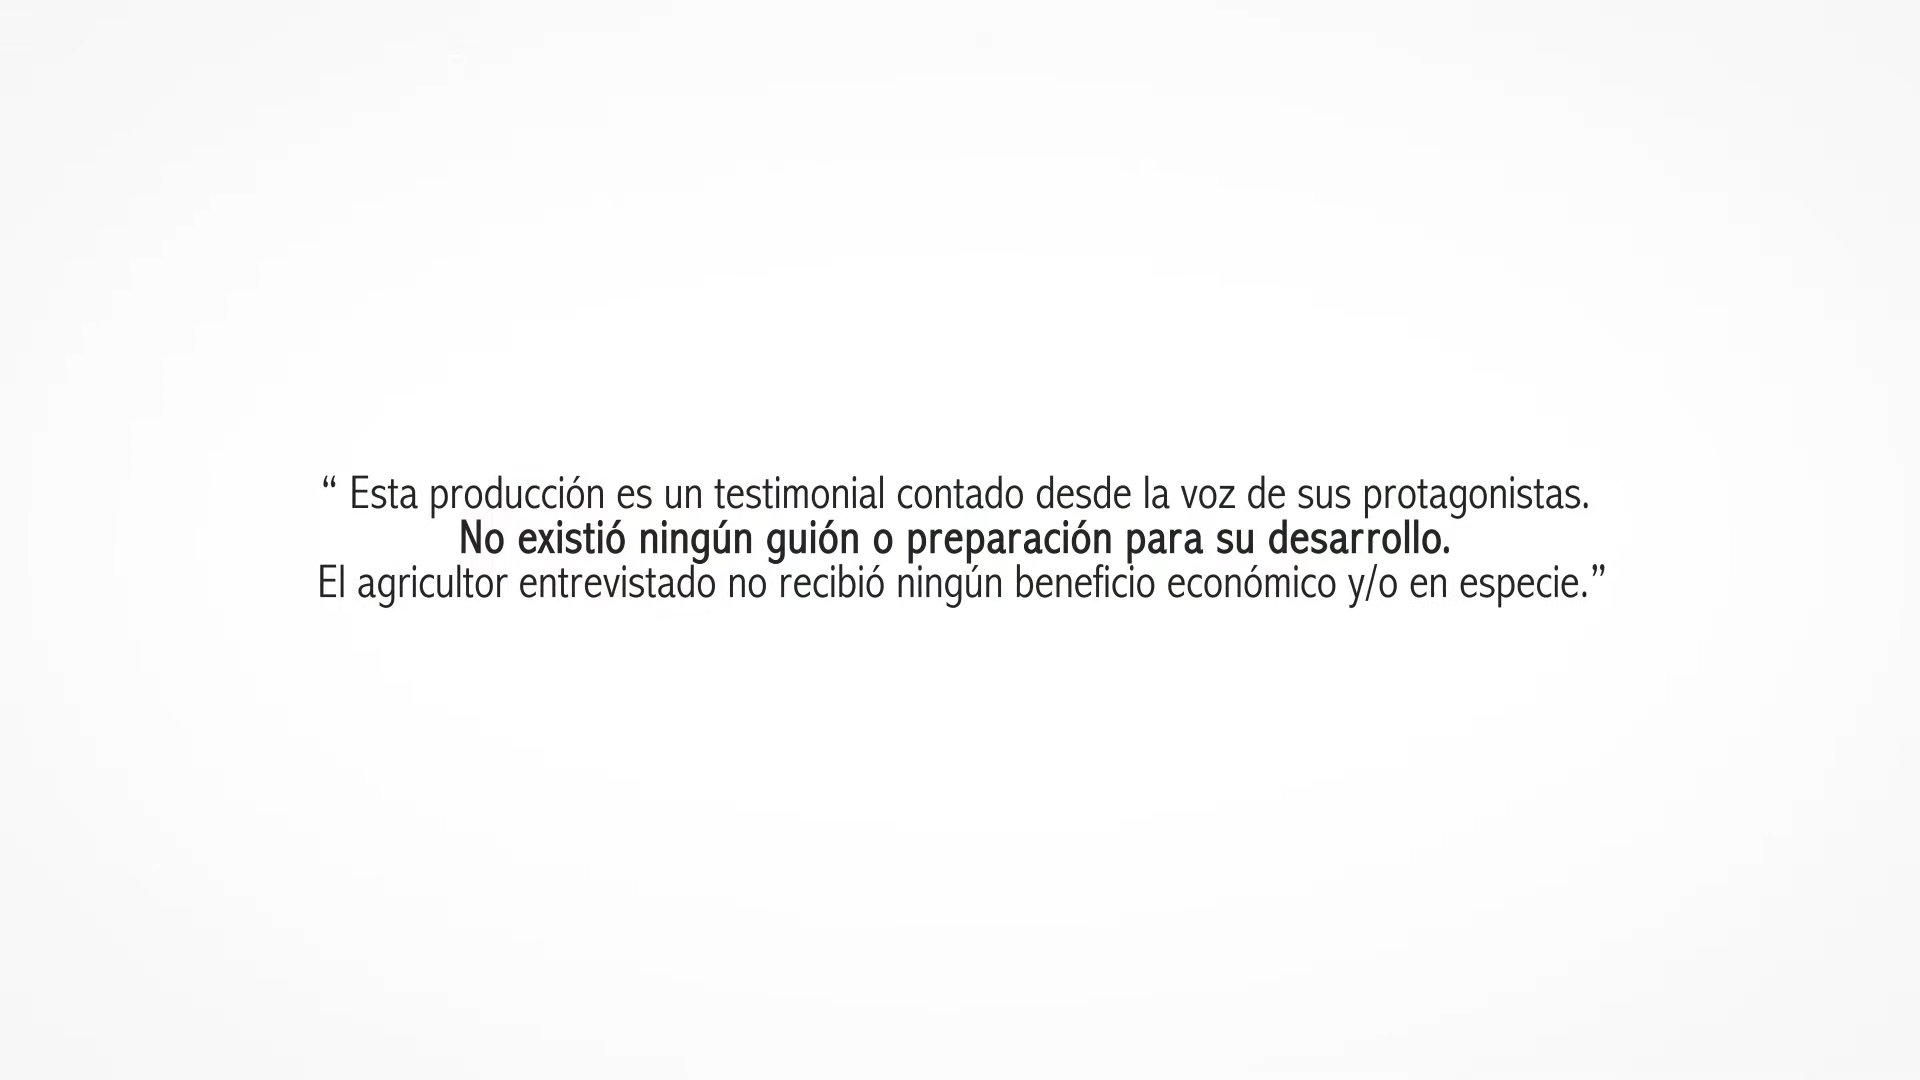 “ Esta producción es un testimonial contado desde la voz de sus protagonistas.
No existió ningún guión o preparación para su desarrollo.
El agricultor entrevistado no recibió ningún beneficio económico y/o en especie.”